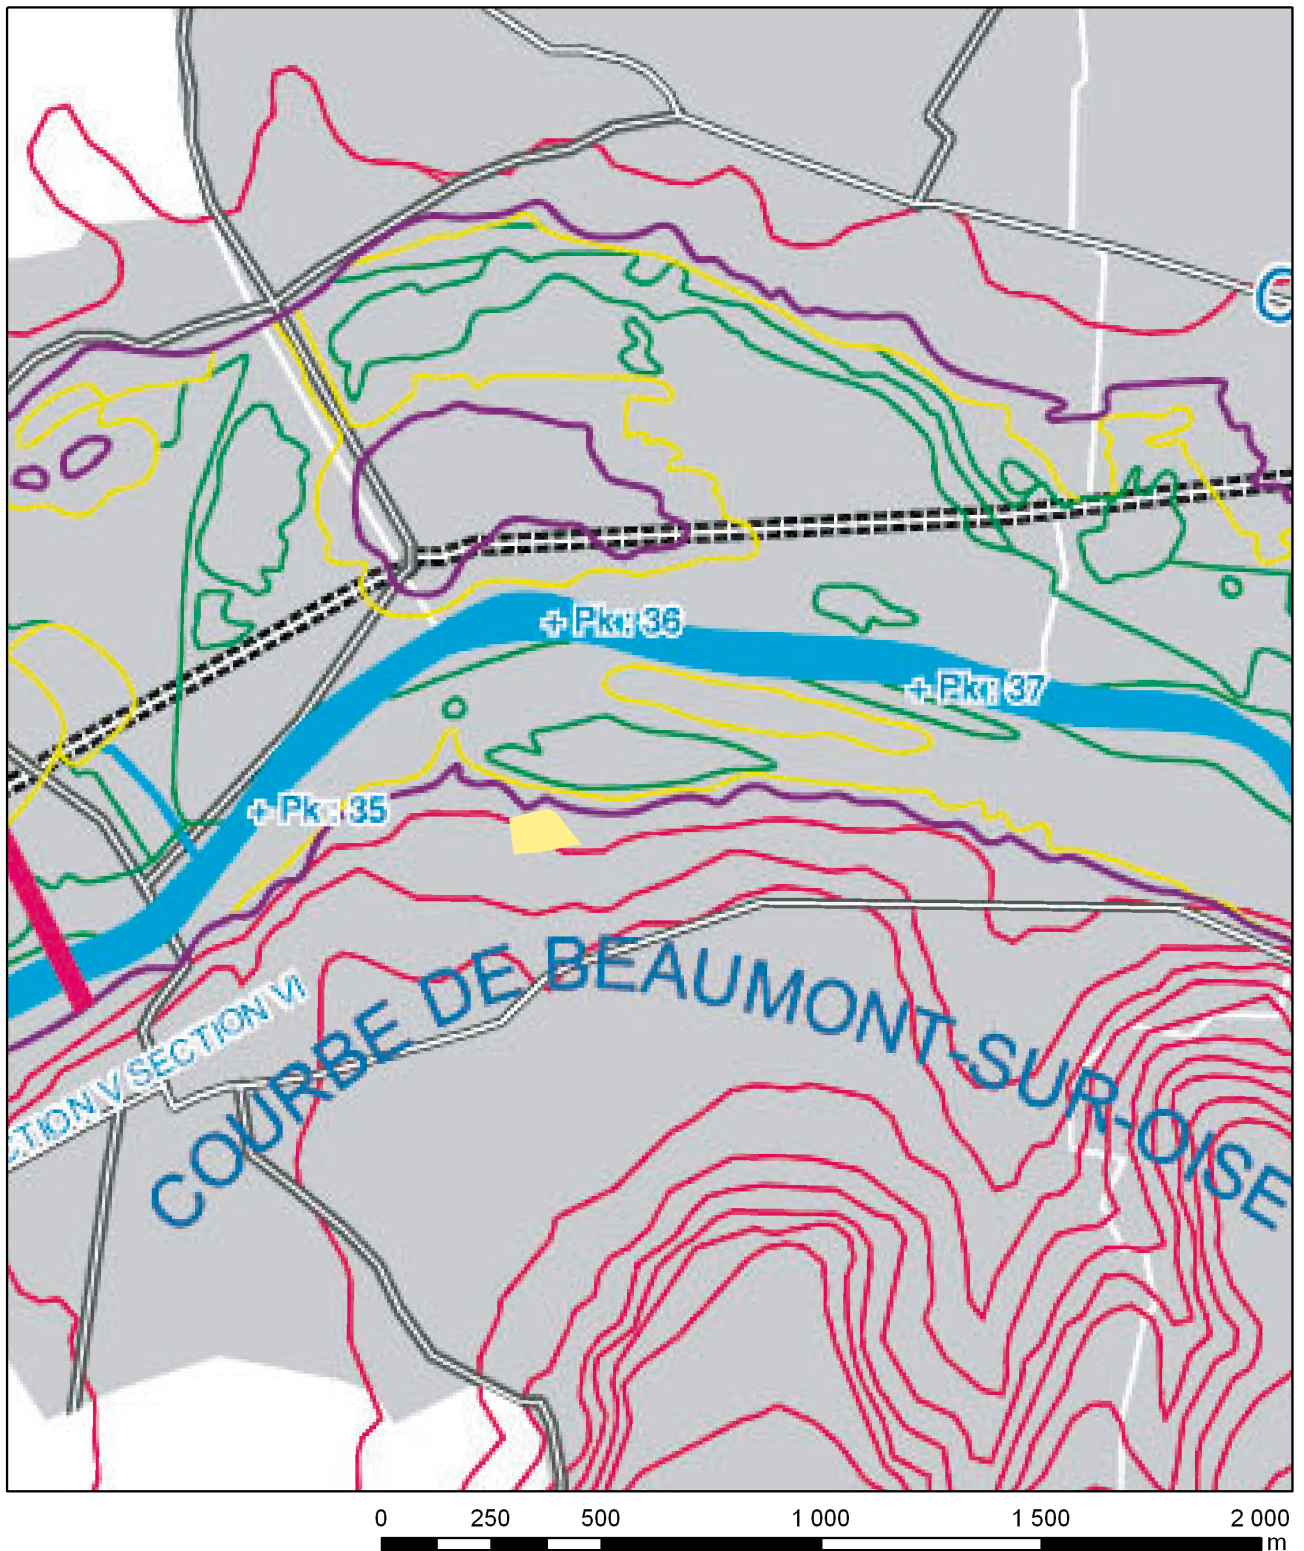 C
+ Pk : 36
+ Pk : 37
+ Pk : 35
CTION V SECTION VI
COURBE DE BEAUMONT-SUR-OISE
0 250 500 1 000 1 500 2 000
m